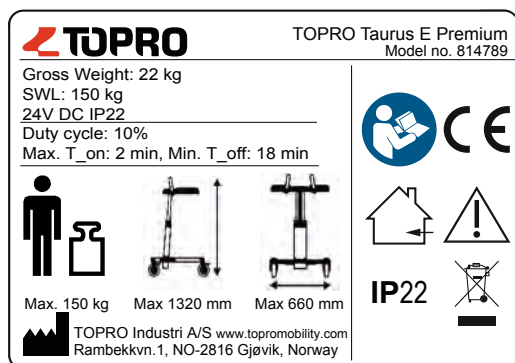 TOPRO
TOPRO Taurus E Premium
Model no. 814789
Gross Weight: 22 kg
SWL: 150 kg
24V DC IP22
Duty cycle: 10%
Max. T_on: 2 min, Min. T_off: 18 min
CE
IP22
Max. 150 kg
Max 1320 mm
Max 660 mm
TOPRO Industri A/S www.topromobility.com
Rambekkvn.1, NO-2816 Gjøvik, Norway